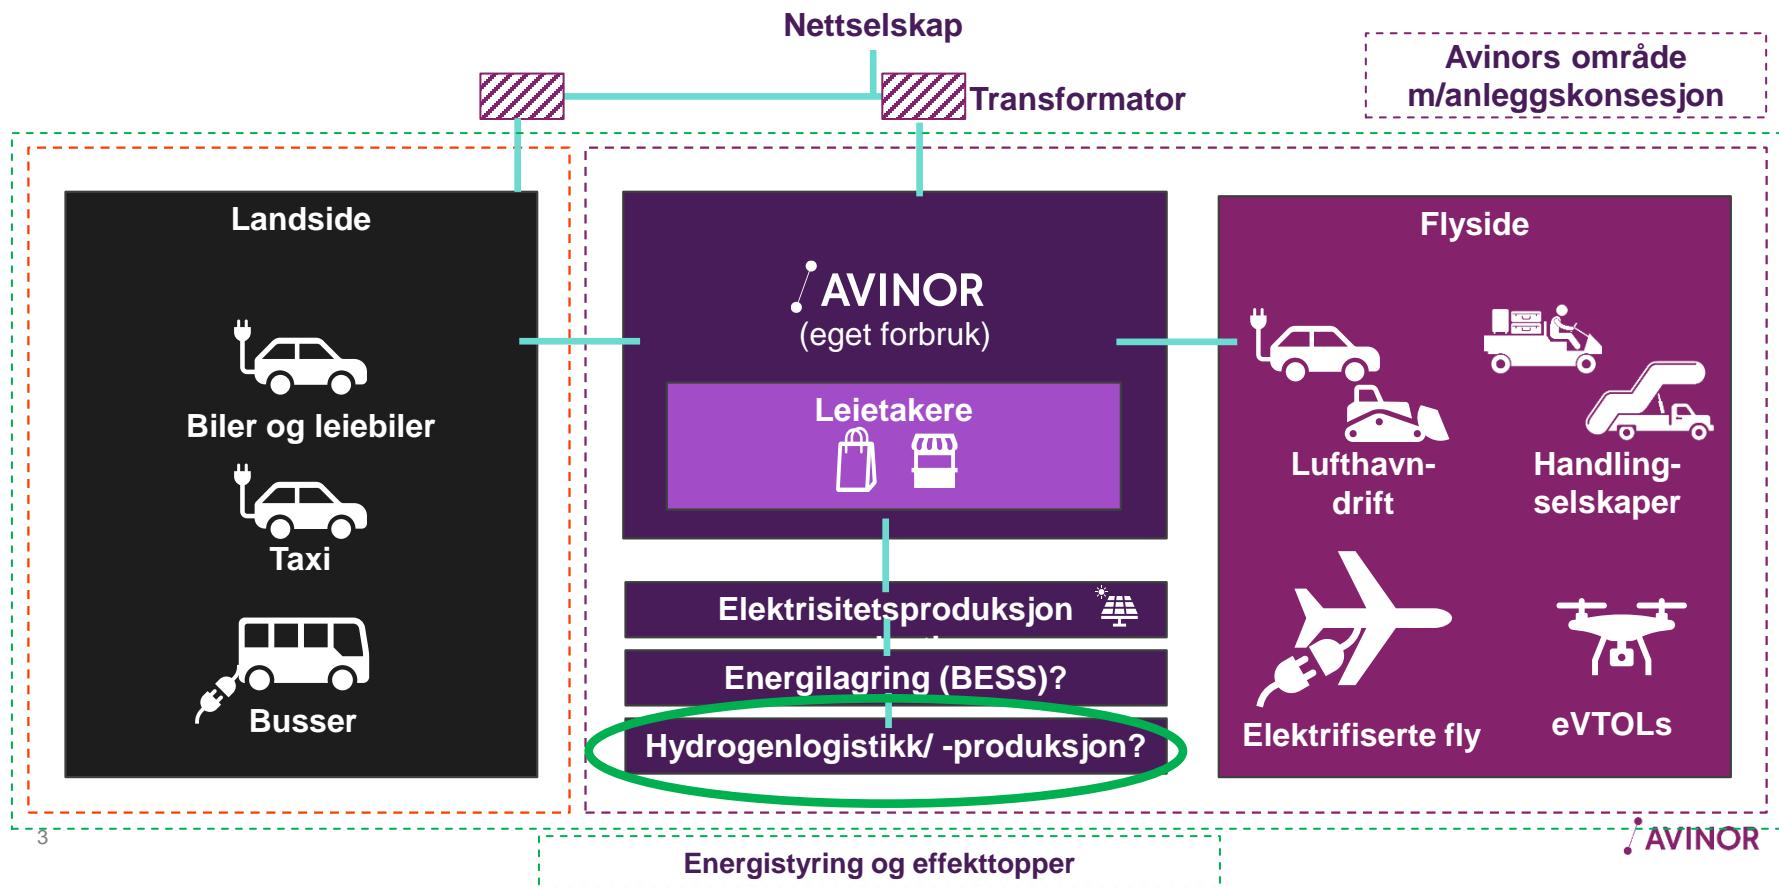 Nettselskap
Transformator
Avinors område
m/anleggskonsesjon
Landside
Biler og leiebiler
Taxi
Busser
AVINOR
(eget forbruk)
Leietakere
Elektrisitetsproduksjon
Energilagring (BESS)?
Hydrogenlogistikk/ -produksjon?
Flyside
Lufthavn-
drift
Handling-
selskaper
Elektrifiserte fly
eVTOLs
3
Energistyring og effekttopper
AVINOR